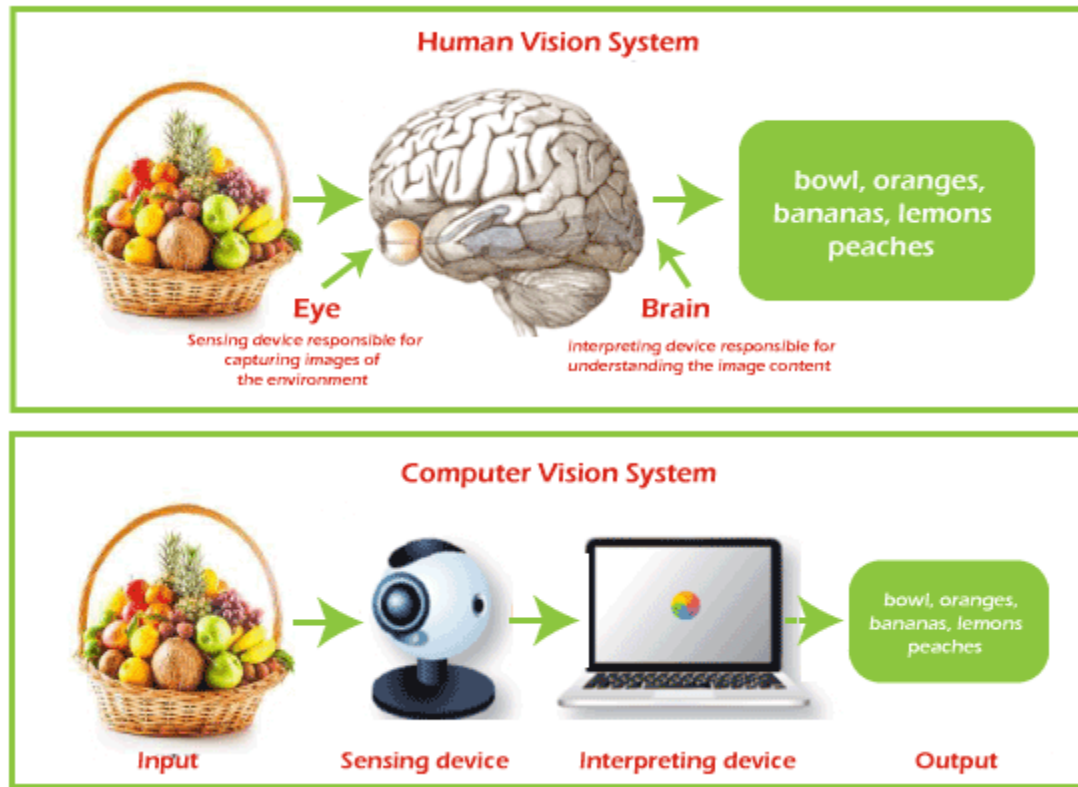 Human Vision System
bowl, oranges,
bananas, lemons
peaches
Eye
Sensing device responsible for
capturing images of
the environment
Brain
interpreting device responsible for
understanding the image content
Computer Vision System
bowl, oranges,
bananas, lemons
peaches
Input
Sensing device
Interpreting device
Output